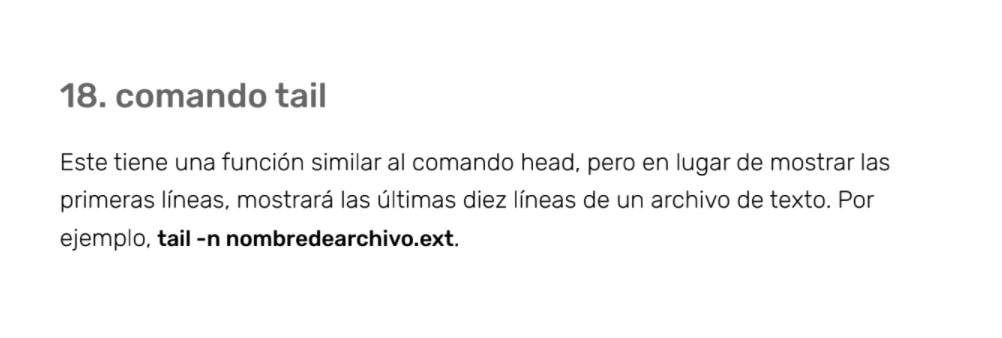 18. comando tail
Este tiene una función similar al comando head, pero en lugar de mostrar las
primeras líneas, mostrará las últimas diez líneas de un archivo de texto. Por
ejemplo, tail -n nombredearchivo.ext.